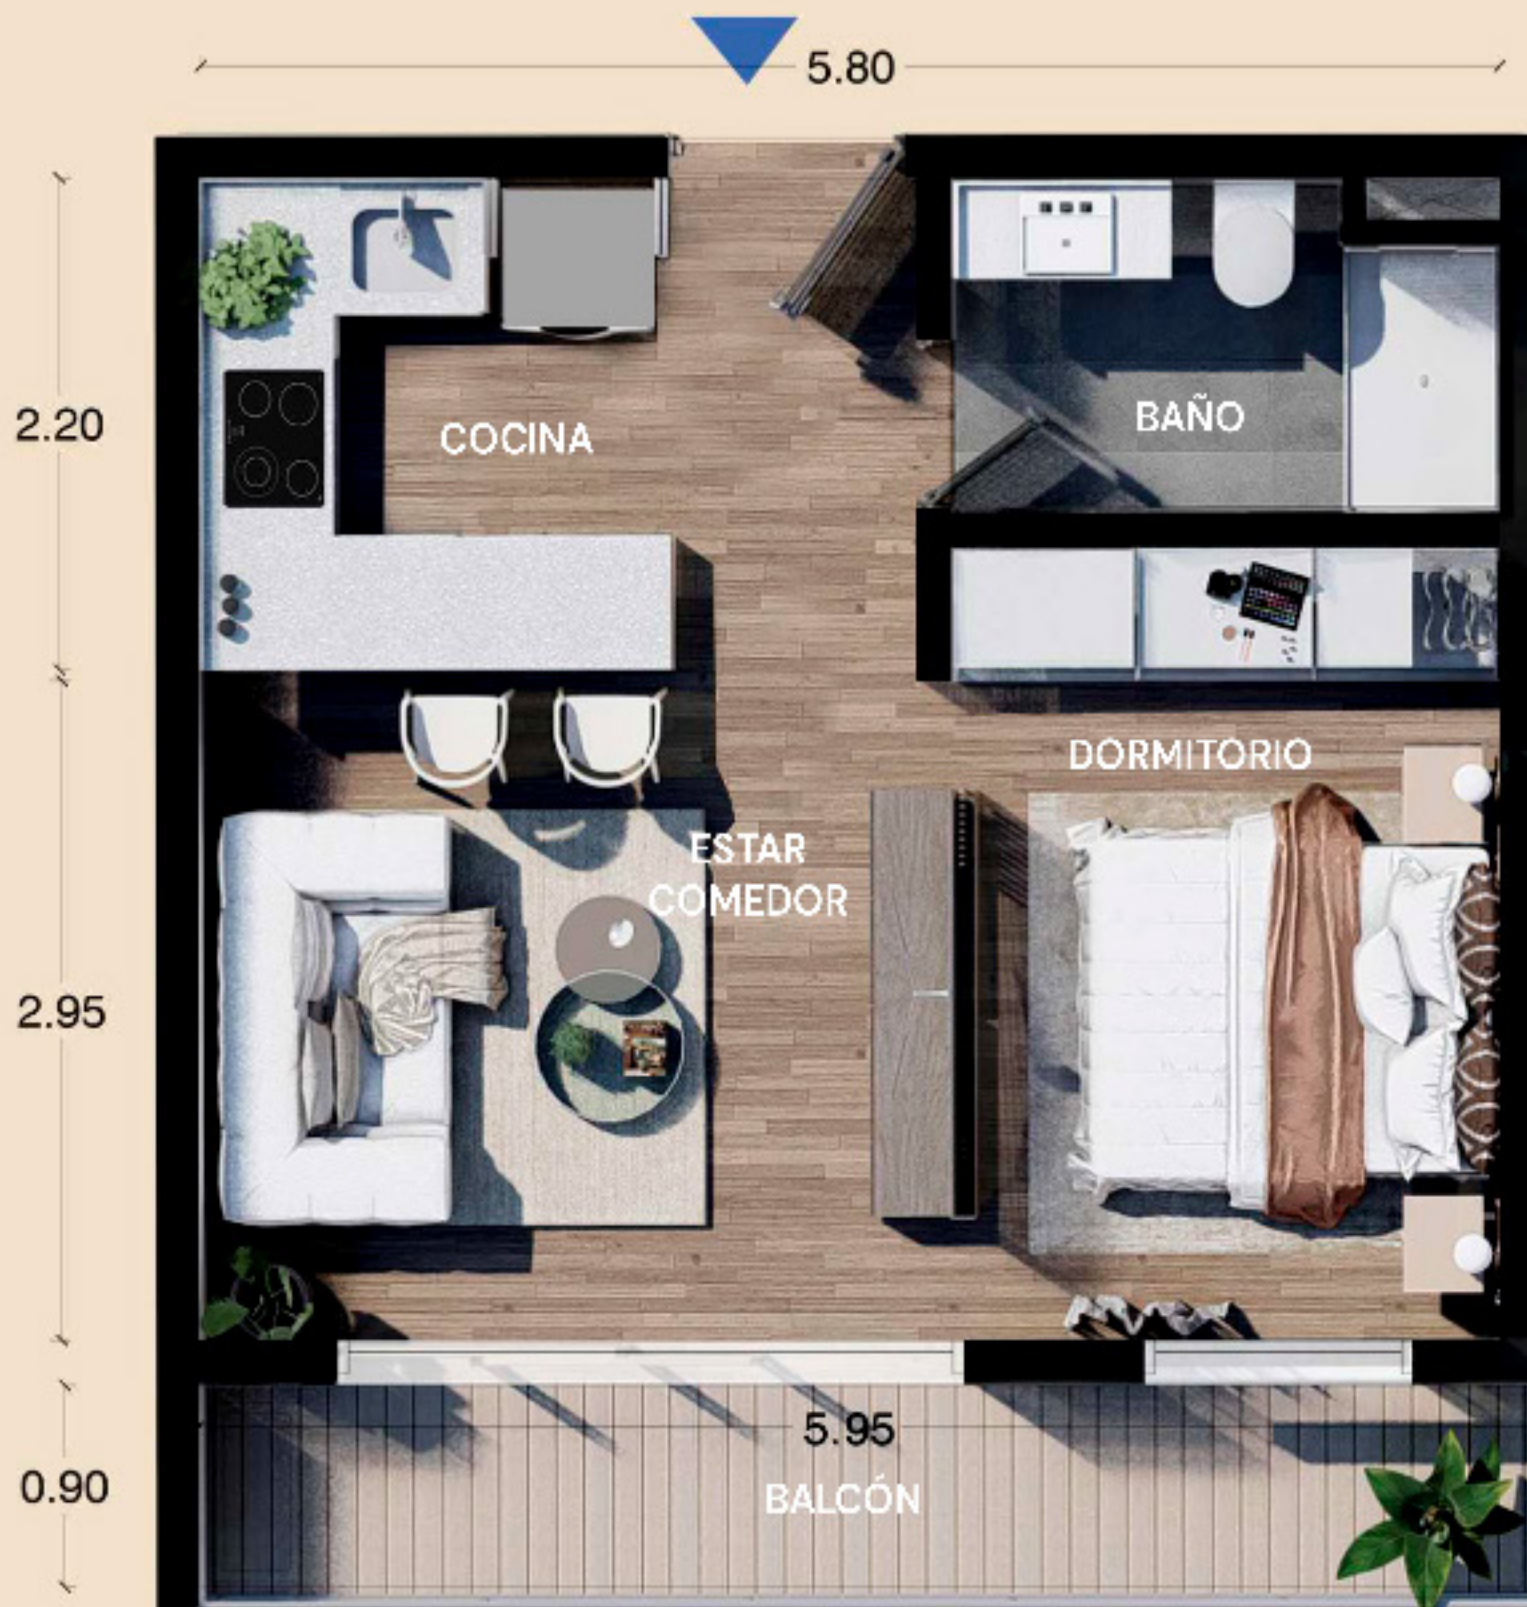 5.80
2.20
COCINA
BAÑO
DORMITORIO
ESTAR
COMEDOR
2.95
5.95
0.90
BALCÓN